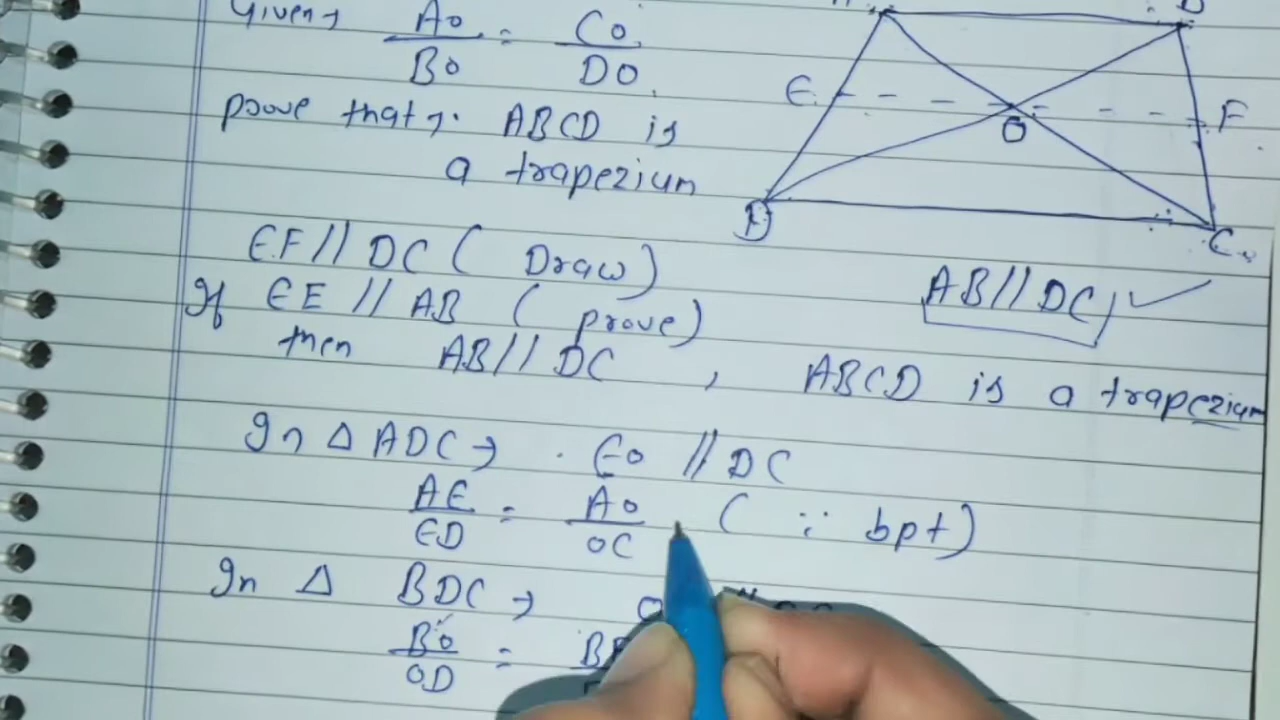 Given→ AO/BO = CO/DO.
prove that→. ABCD is
a trapezium
E
O
F
D
C
EF // DC ( Draw )
If EE // AB ( prove )
then AB // DC , ABCD is a trapezium
AB // DC
In △ ADC → . EO // DC
AE/ED = AO/OC ( ∵ bpt )
In △ BDC →
BO/OD =